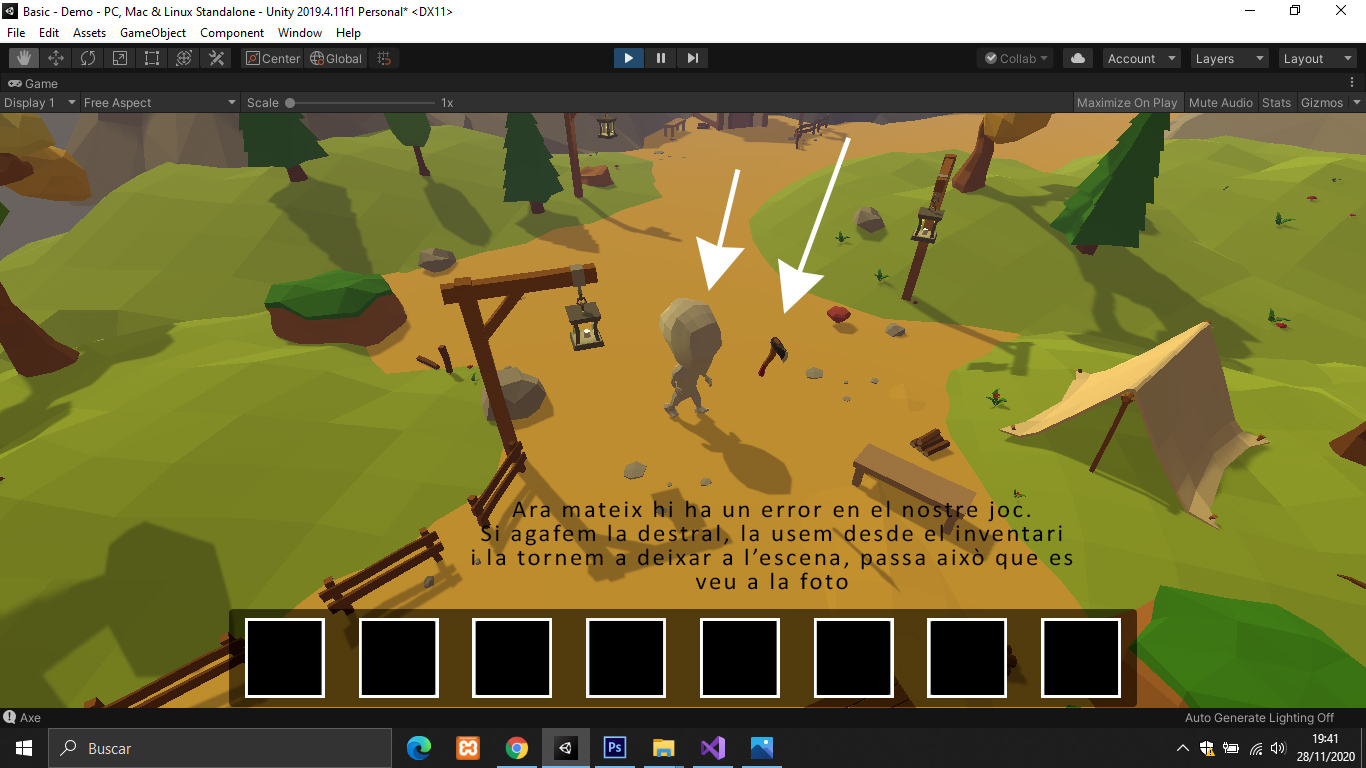 Basic - Demo - PC, Mac & Linux Standalone - Unity 2019.4.11f1 Personal* <DX11>
File Edit Assets GameObject Component Window Help
Center Global Collab Account Layers Layout
Game
Display 1 Free Aspect Scale 1x Maximize On Play Mute Audio Stats Gizmos
Ara mateix hi ha un error en el nostre joc.
Si agafem la destral, la usem desde el inventari
i la tornem a deixar a l'escena, passa això que es
veu a la foto
Axe Auto Generate Lighting Off
Buscar Ps 19:41
28/11/2020